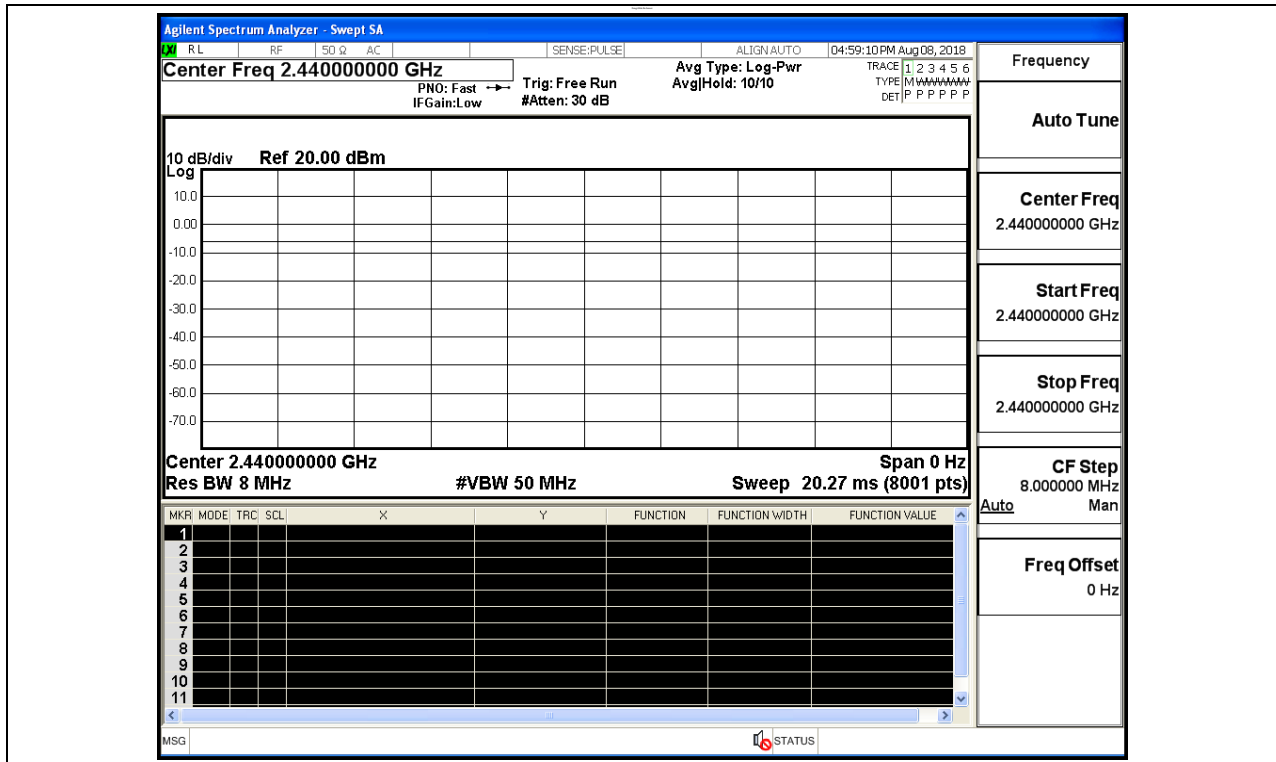 Agilent Spectrum Analyzer - Swept SA
LXI RL RF 50 Ω AC SENSE:PULSE ALIGN AUTO 04:59:10 PM Aug 08, 2018
Center Freq 2.440000000 GHz
PNO: Fast
IFGain:Low
Trig: Free Run
#Atten: 30 dB
Avg Type: Log-Pwr
Avg|Hold: 10/10
TRACE 1 2 3 4 5 6
TYPE M WWWWW
DET P P P P P P
10 dB/div Ref 20.00 dBm
Log
10.0
0.00
-10.0
-20.0
-30.0
-40.0
-50.0
-60.0
-70.0
Center 2.440000000 GHz Span 0 Hz
Res BW 8 MHz #VBW 50 MHz Sweep 20.27 ms (8001 pts)
MKR MODE TRC SCL X Y FUNCTION FUNCTION WIDTH FUNCTION VALUE
1
2
3
4
5
6
7
8
9
10
11
MSG STATUS
Frequency
Auto Tune
Center Freq
2.440000000 GHz
Start Freq
2.440000000 GHz
Stop Freq
2.440000000 GHz
CF Step
8.000000 MHz
Auto Man
Freq Offset
0 Hz